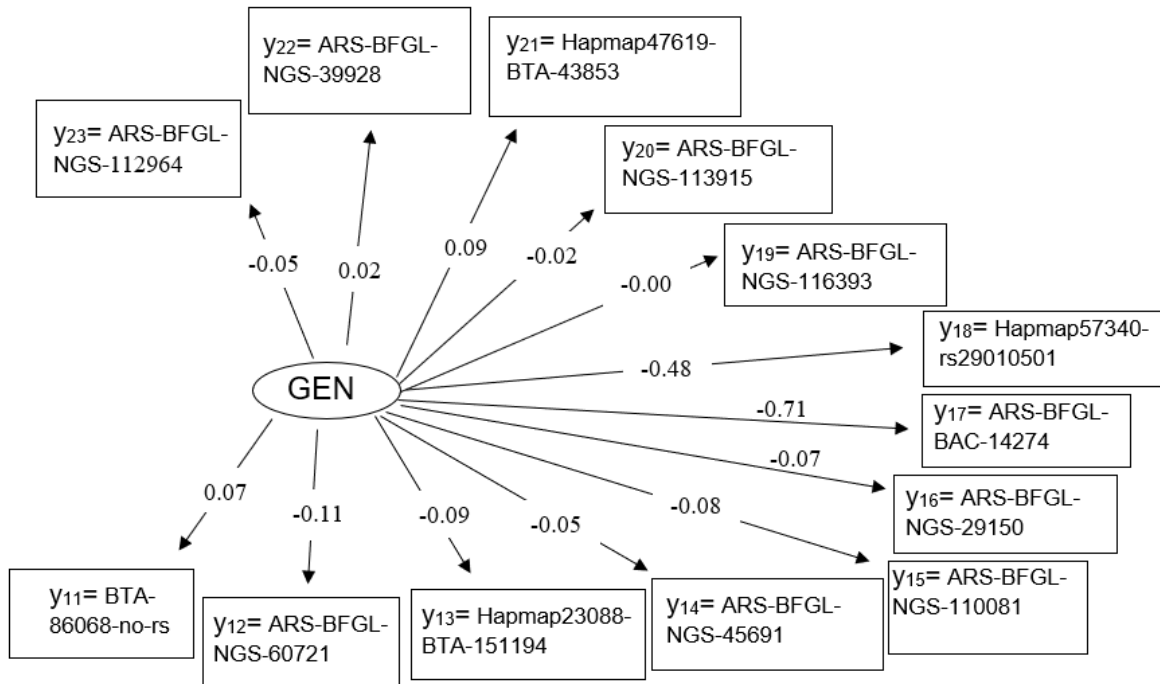 y22= ARS-BFGL-
NGS-39928
y21= Hapmap47619-
BTA-43853
y23= ARS-BFGL-
NGS-112964
y20= ARS-BFGL-
NGS-113915
y19= ARS-BFGL-
NGS-116393
-0.05
0.02
0.09
-0.02
-0.00
y18= Hapmap57340-
rs29010501
-0.48
GEN
y17= ARS-BFGL-
BAC-14274
-0.71
-0.07
y16= ARS-BFGL-
NGS-29150
0.07
-0.11
-0.09
-0.05
-0.08
y15= ARS-BFGL-
NGS-110081
y11= BTA-
86068-no-rs
y12= ARS-BFGL-
NGS-60721
y13= Hapmap23088-
BTA-151194
y14= ARS-BFGL-
NGS-45691